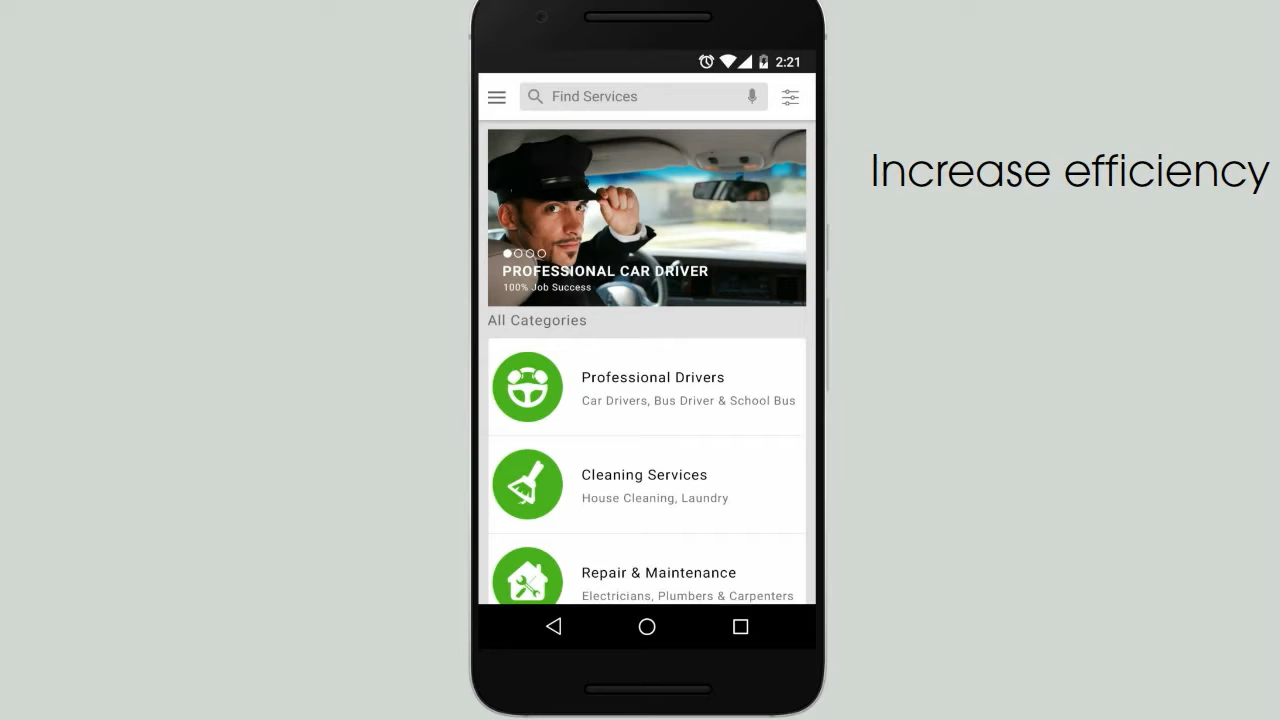 2:21
Find Services
Increase efficiency
PROFESSIONAL CAR DRIVER
100% Job Success
All Categories
Professional Drivers
Car Drivers, Bus Driver & School Bus
Cleaning Services
House Cleaning, Laundry
Repair & Maintenance
Electricians, Plumbers & Carpenters